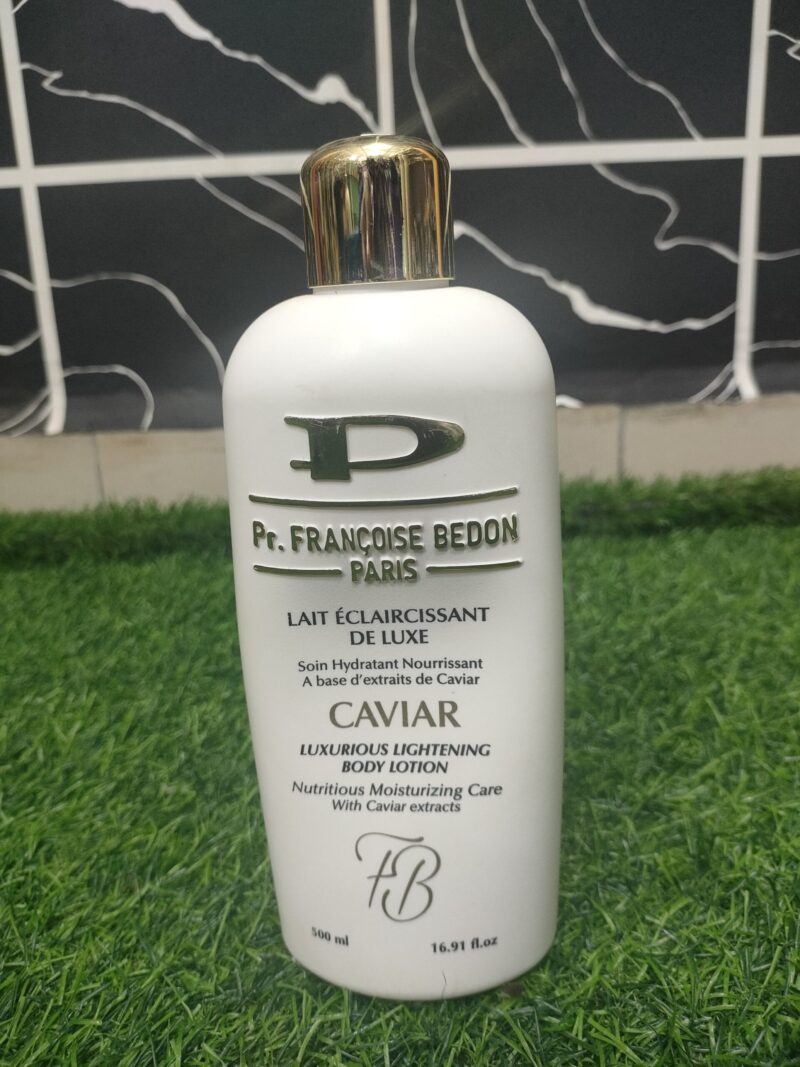 P
Pr. FRANÇOISE BEDON
PARIS
LAIT ÉCLAIRCISSANT
DE LUXE
Soin Hydratant Nourrissant
A base d'extraits de Caviar
CAVIAR
LUXURIOUS LIGHTENING
BODY LOTION
Nutritious Moisturizing Care
With Caviar extracts
FB
500 ml 16.91 fl.oz